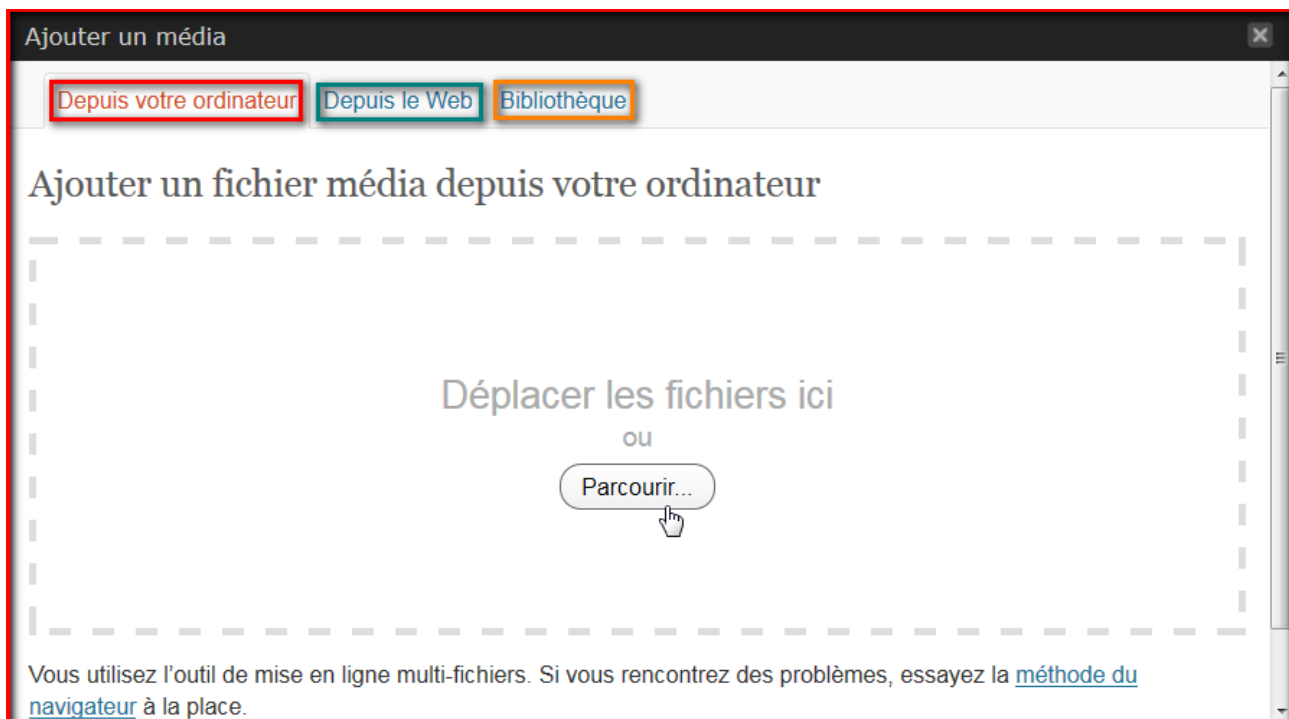 Ajouter un média
Depuis votre ordinateur Depuis le Web Bibliothèque
Ajouter un fichier média depuis votre ordinateur
Déplacer les fichiers ici
ou
Parcourir...
Vous utilisez l’outil de mise en ligne multi-fichiers. Si vous rencontrez des problèmes, essayez la méthode du
navigateur à la place.